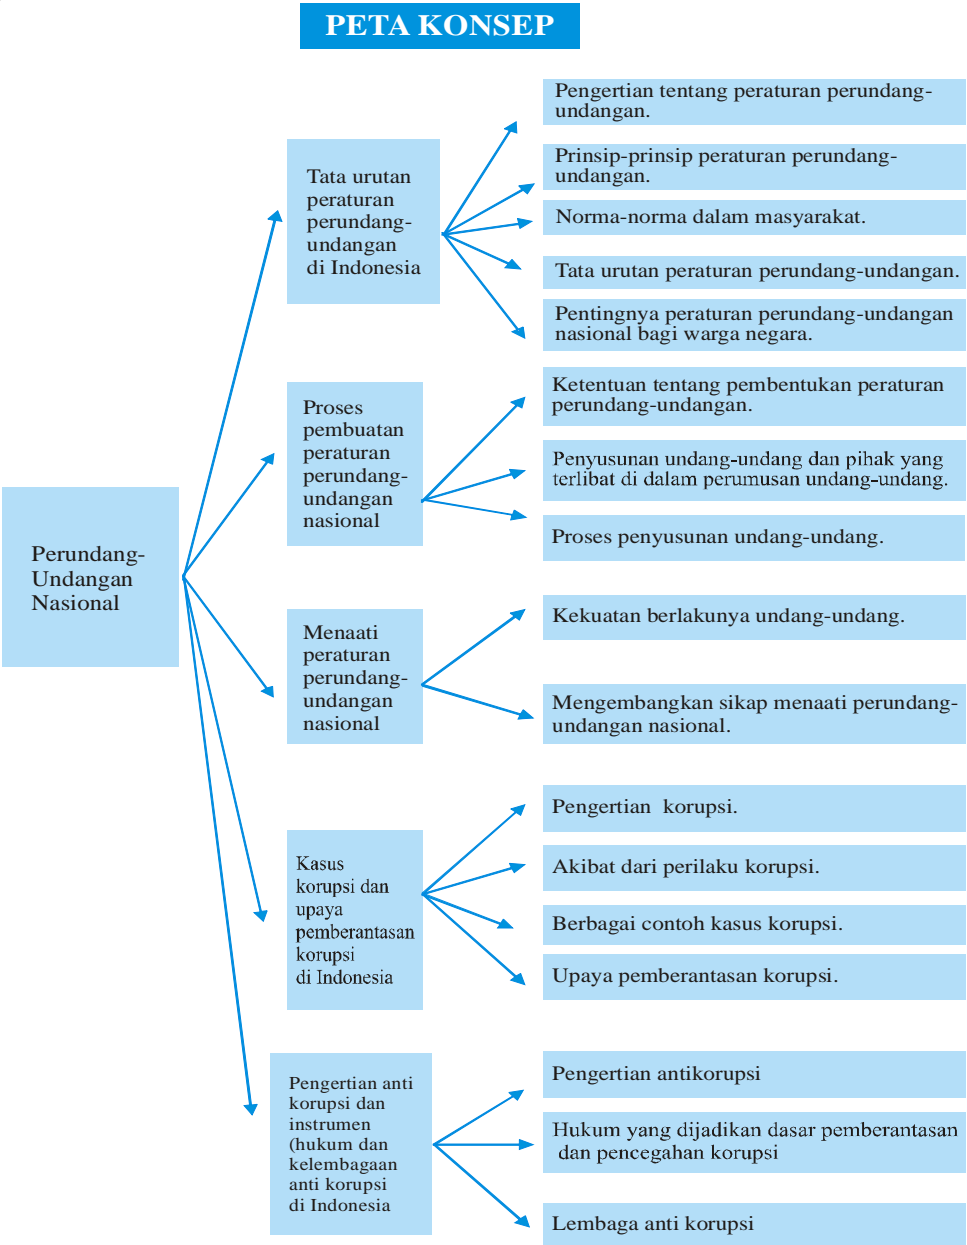 PETA KONSEP
Perundang-
Undangan
Nasional
Tata urutan
peraturan
perundang-
undangan
di Indonesia
Pengertian tentang peraturan perundang-
undangan.
Prinsip-prinsip peraturan perundang-
undangan.
Norma-norma dalam masyarakat.
Tata urutan peraturan perundang-undangan.
Pentingnya peraturan perundang-undangan
nasional bagi warga negara.
Proses
pembuatan
peraturan
perundang-
undangan
nasional
Ketentuan tentang pembentukan peraturan
perundang-undangan.
Penyusunan undang-undang dan pihak yang
terlibat di dalam perumusan undang-undang.
Proses penyusunan undang-undang.
Menaati
peraturan
perundang-
undangan
nasional
Kekuatan berlakunya undang-undang.
Mengembangkan sikap menaati perundang-
undangan nasional.
Kasus
korupsi dan
upaya
pemberantasan
korupsi
di Indonesia
Pengertian korupsi.
Akibat dari perilaku korupsi.
Berbagai contoh kasus korupsi.
Upaya pemberantasan korupsi.
Pengertian anti
korupsi dan
instrumen
(hukum dan
kelembagaan
anti korupsi
di Indonesia
Pengertian antikorupsi
Hukum yang dijadikan dasar pemberantasan
dan pencegahan korupsi
Lembaga anti korupsi